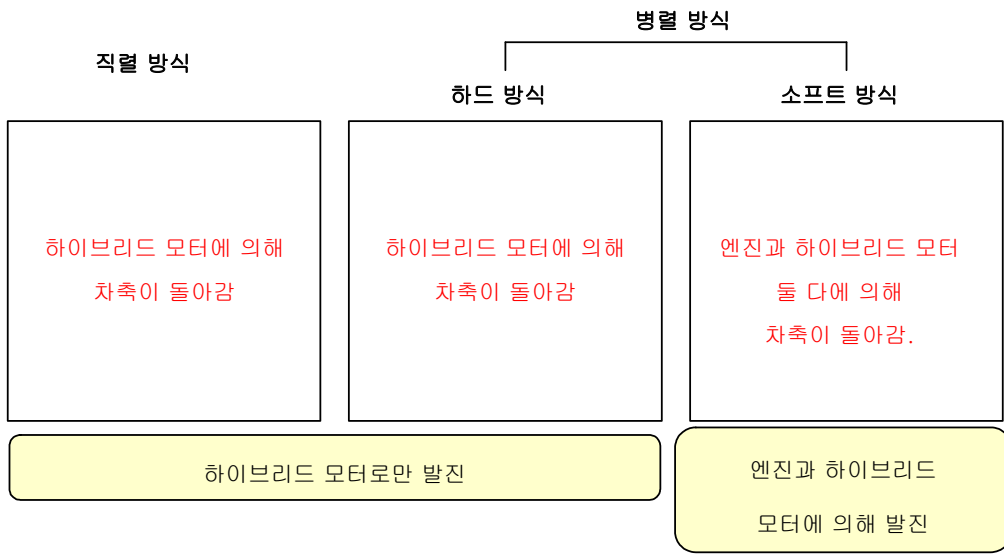 병렬 방식
직렬 방식
하드 방식
소프트 방식
하이브리드 모터에 의해
차축이 돌아감
하이브리드 모터에 의해
차축이 돌아감
엔진과 하이브리드 모터
둘 다에 의해
차축이 돌아감.
하이브리드 모터로만 발진
엔진과 하이브리드
모터에 의해 발진